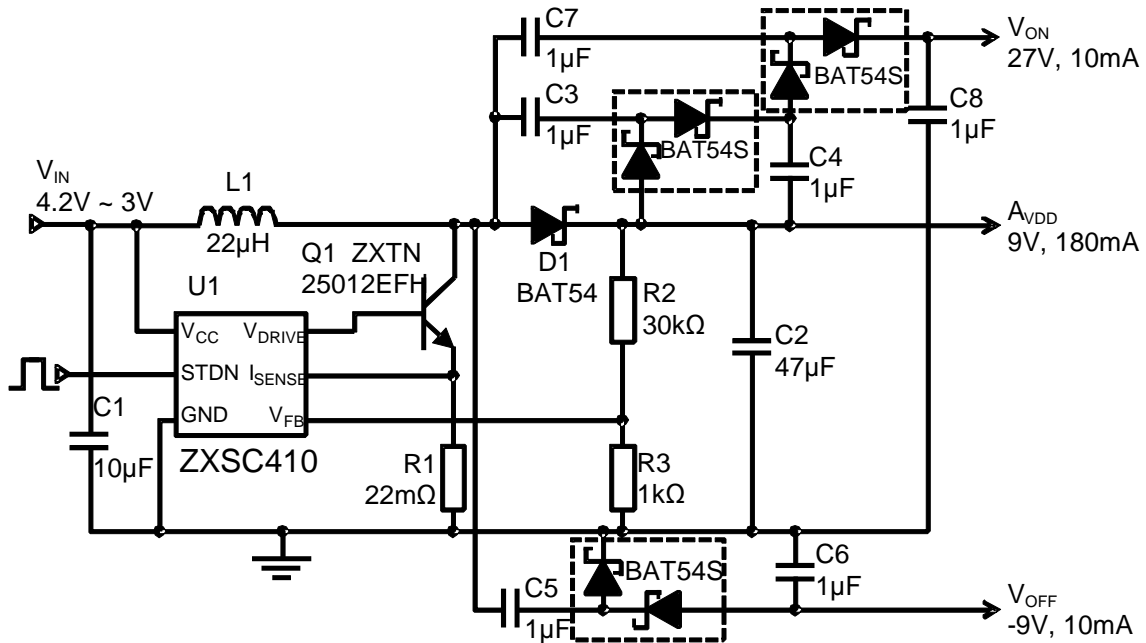 C7
1µF
V_ON
27V, 10mA
BAT54S
C3
1µF
C8
1µF
BAT54S
C4
1µF
V_IN
4.2V ~ 3V
L1
22µH
A_VDD
9V, 180mA
Q1 ZXTN
25012EFH
D1
BAT54
U1
R2
30kΩ
V_CC
V_DRIVE
C2
47µF
STDN
I_SENSE
C1
10µF
GND
V_FB
ZXSC410
R1
22mΩ
R3
1kΩ
BAT54S
C6
1µF
C5
1µF
V_OFF
-9V, 10mA